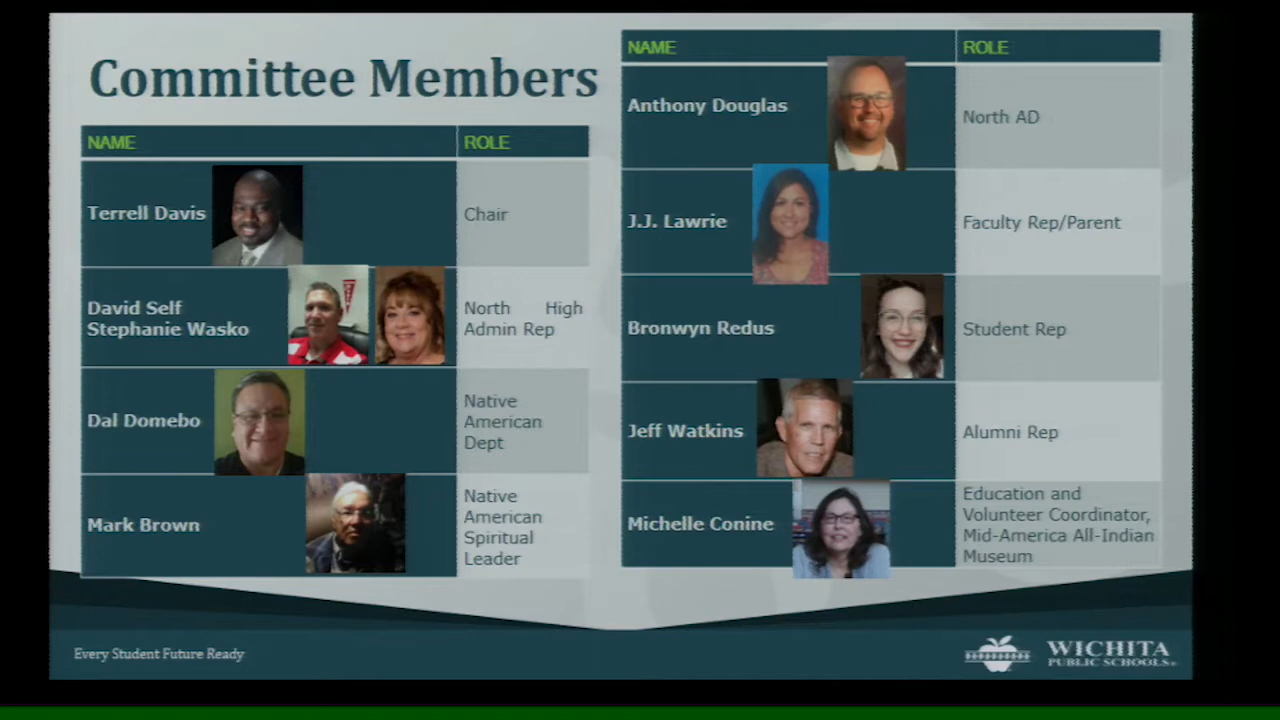 Committee Members
NAME ROLE
Terrell Davis Chair
David Self
Stephanie Wasko
North High
Admin Rep
Dal Domebo
Native
American
Dept
Mark Brown
Native
American
Spiritual
Leader
NAME ROLE
Anthony Douglas North AD
J.J. Lawrie Faculty Rep/Parent
Bronwyn Redus Student Rep
Jeff Watkins Alumni Rep
Michelle Conine
Education and
Volunteer Coordinator,
Mid-America All-Indian
Museum
Every Student Future Ready
WICHITA
PUBLIC SCHOOLS